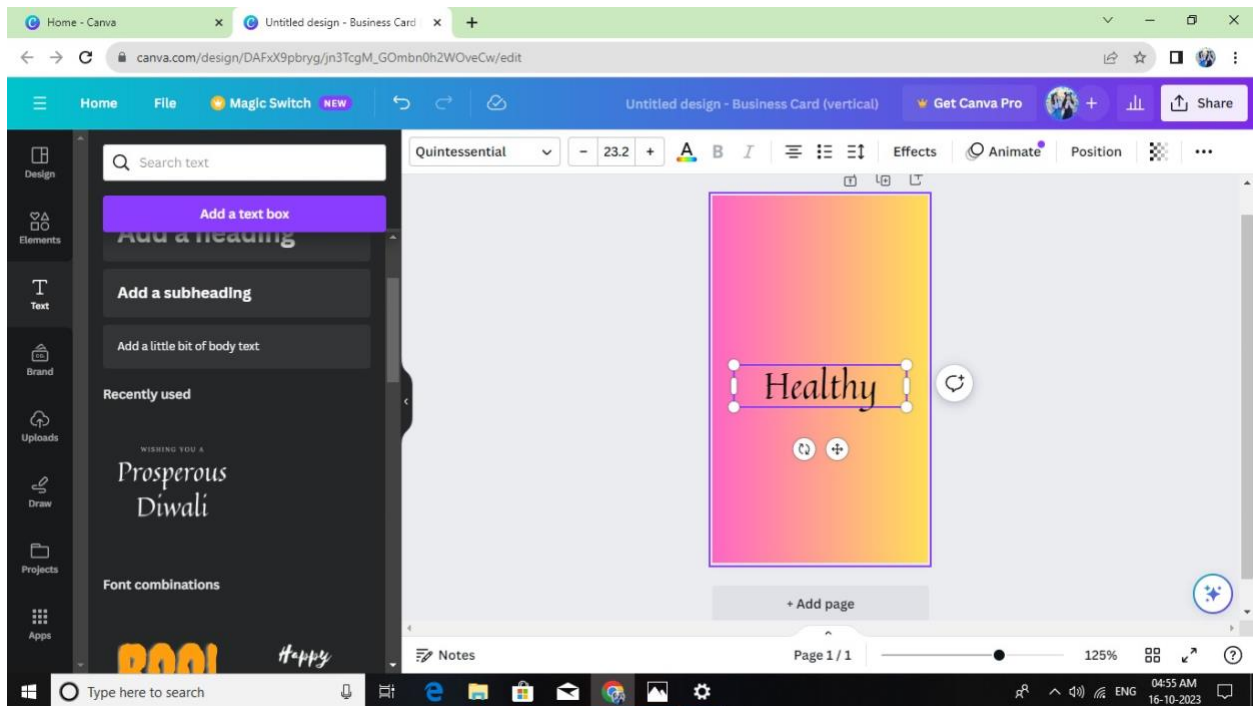 Home - Canva
Untitled design - Business Card
canva.com/design/DAFxX9pbryg/jn3TcgM_GOmbn0h2WOveCw/edit
Home File Magic Switch NEW Untitled design - Business Card (vertical) Get Canva Pro + Share
Design
Elements
Text
Brand
Uploads
Draw
Projects
Apps
Search text
Add a text box
Add a heading
Add a subheading
Add a little bit of body text
Recently used
WISHING YOU A
Prosperous
Diwali
Font combinations
BOO!
Happy
Quintessential - 23.2 + A B I Effects Animate Position ...
Healthy
+ Add page
Notes Page 1 / 1 125%
Type here to search
ENG
04:55 AM
16-10-2023